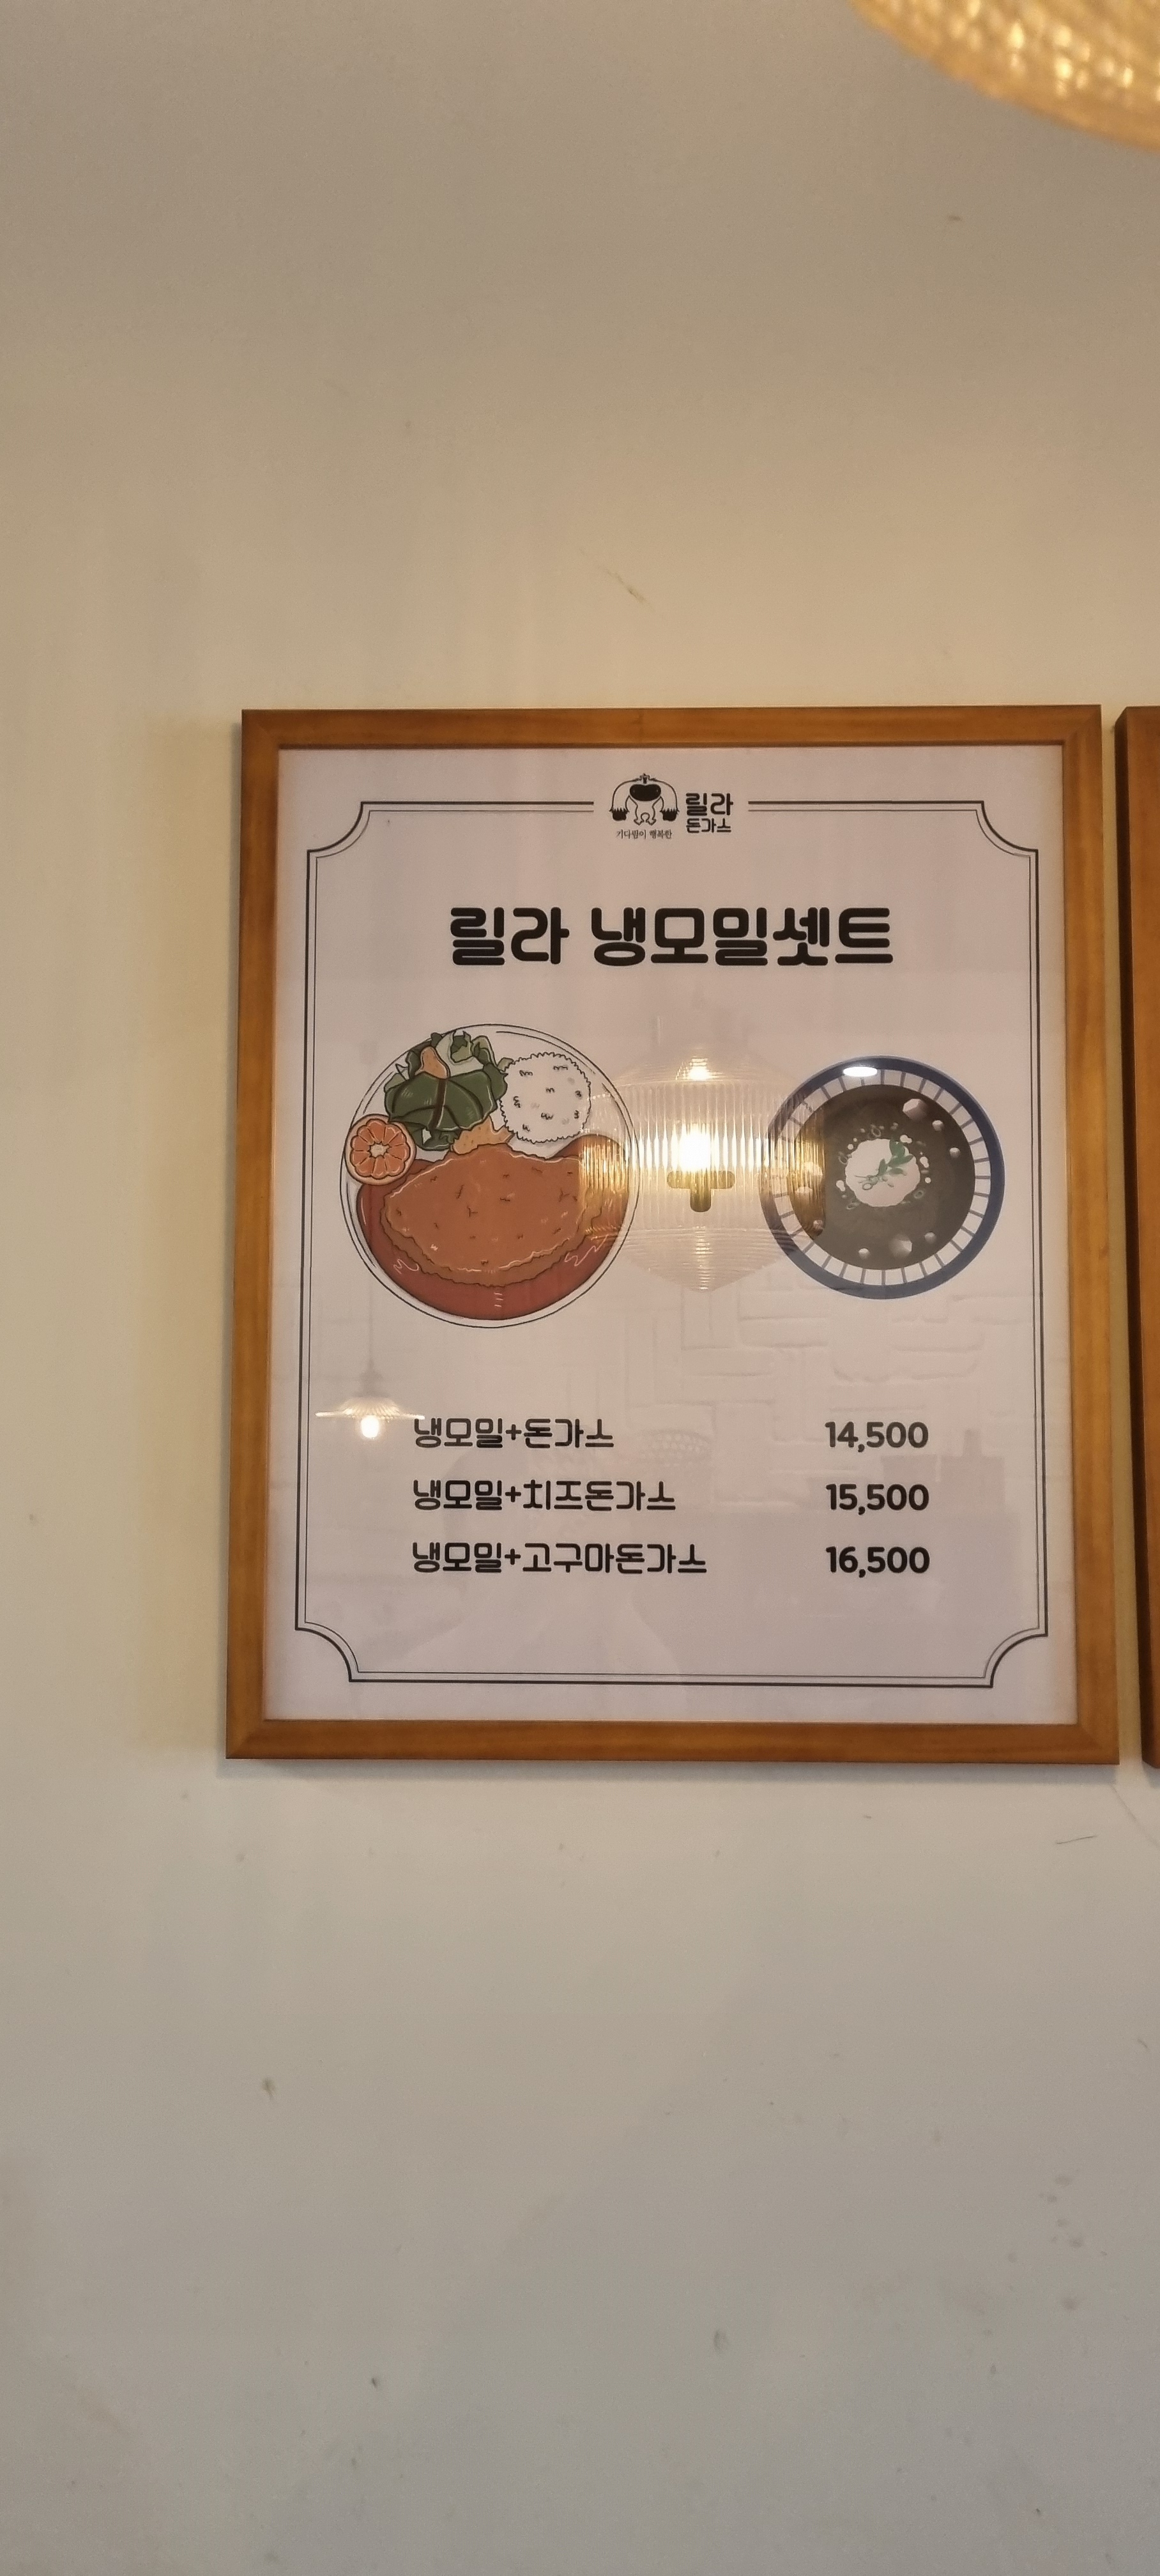 릴라
돈가스
기다림이 행복한
릴라 냉모밀셋트
냉모밀+돈가스 14,500
냉모밀+치즈돈가스 15,500
냉모밀+고구마돈가스 16,500